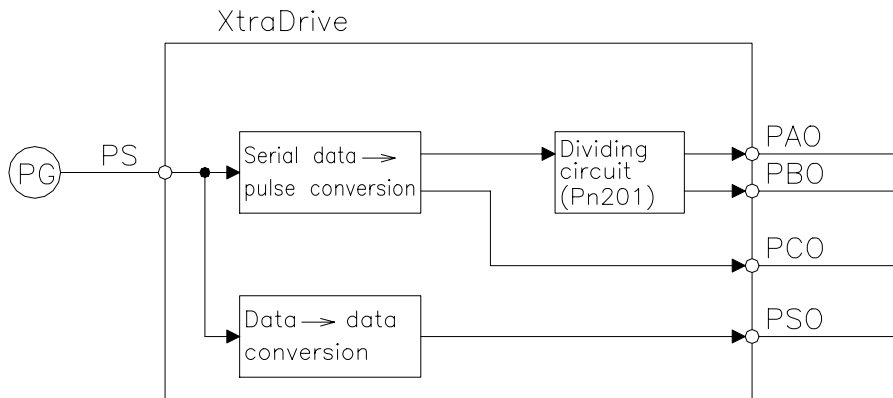 XtraDrive
PG
PS
Serial data →
pulse conversion
Dividing
circuit
(Pn201)
PAO
PBO
PCO
Data → data
conversion
PSO